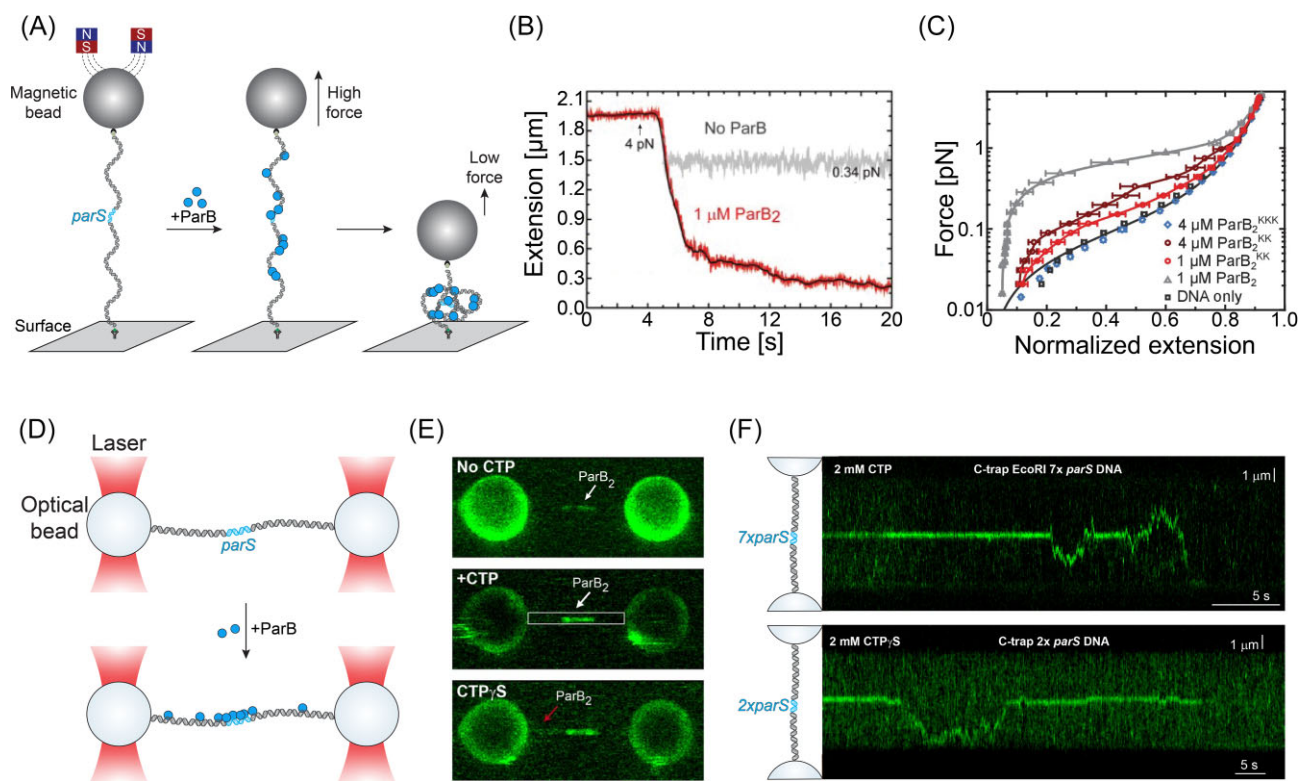 (A)
N
S
S
N
Magnetic
bead
High
force
parS
+ParB
Low
force
Surface
(B)
Extension [µm]
2.1
1.8
1.5
1.2
0.9
0.6
0.3
0.0
No ParB
4 pN
0.34 pN
1 µM ParB2
0 2 4 6 8 10 12 14 16 18 20
Time [s]
(C)
Force [pN]
1
0.1
0.01
4 µM ParB2KKK
4 µM ParB2KK
1 µM ParB2KK
1 µM ParB2
DNA only
0 0.2 0.4 0.6 0.8 1.0
Normalized extension
(D)
Laser
Optical
bead
parS
+ParB
(E)
No CTP
ParB2
+CTP
ParB2
CTPγS
ParB2
(F)
2 mM CTP C-trap EcoRI 7x parS DNA 1 µm
7xparS
5 s
2 mM CTPγS C-trap 2x parS DNA 1 µm
2xparS
5 s